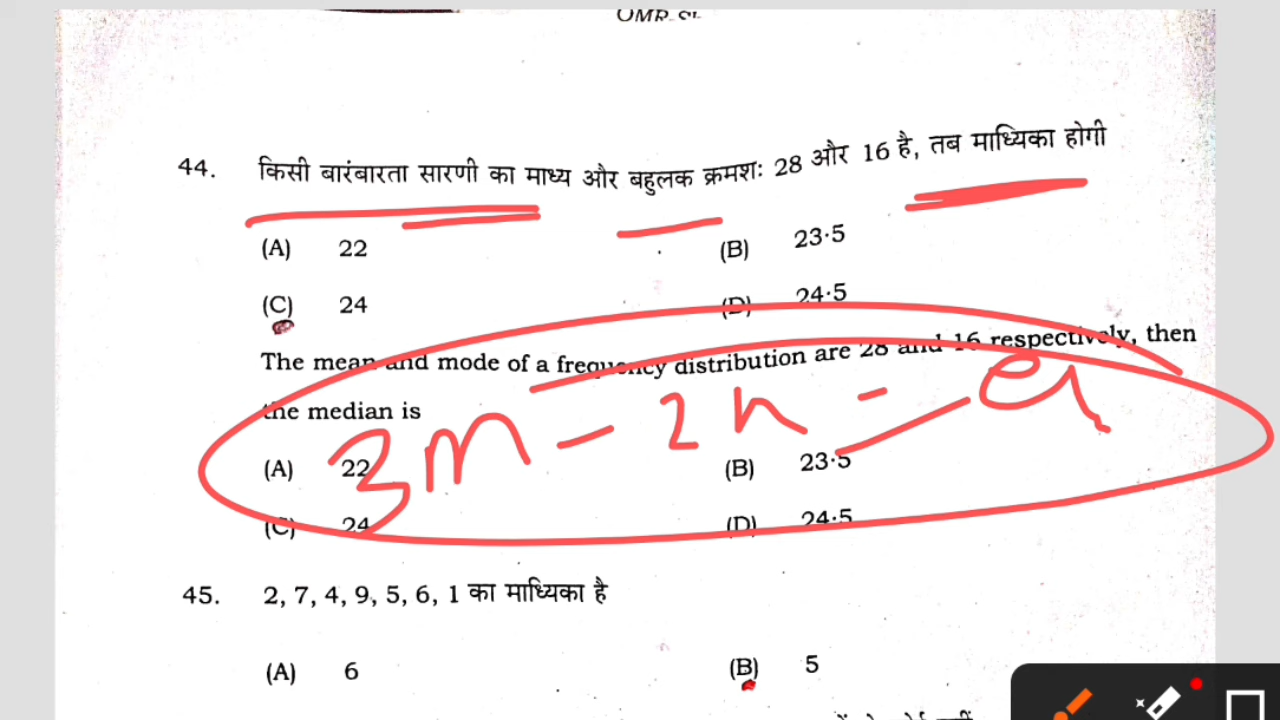 44. किसी बारंबारता सारणी का माध्य और बहुलक क्रमशः 28 और 16 है, तब माध्यिका होगी
(A) 22 (B) 23·5
(C) 24 (D) 24·5
The mean and mode of a frequency distribution are 28 and 16 respectively, then
the median is
3m - 2n =
(A) 22 (B) 23·5
(C) 24 (D) 24·5
45. 2, 7, 4, 9, 5, 6, 1 का माध्यिका है
(A) 6 (B) 5